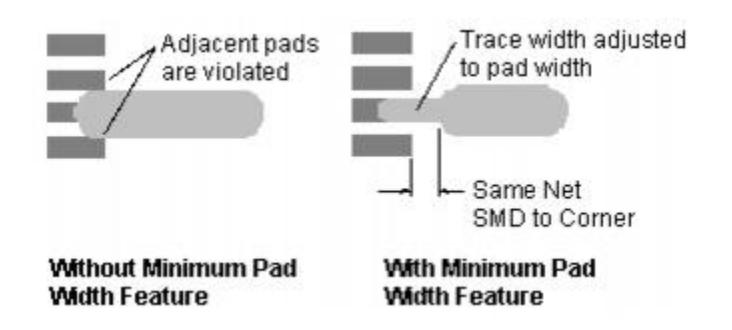 Adjacent pads
are violated
Trace width adjusted
to pad width
Same Net
SMD to Corner
Without Minimum Pad
Width Feature
With Minimum Pad
Width Feature